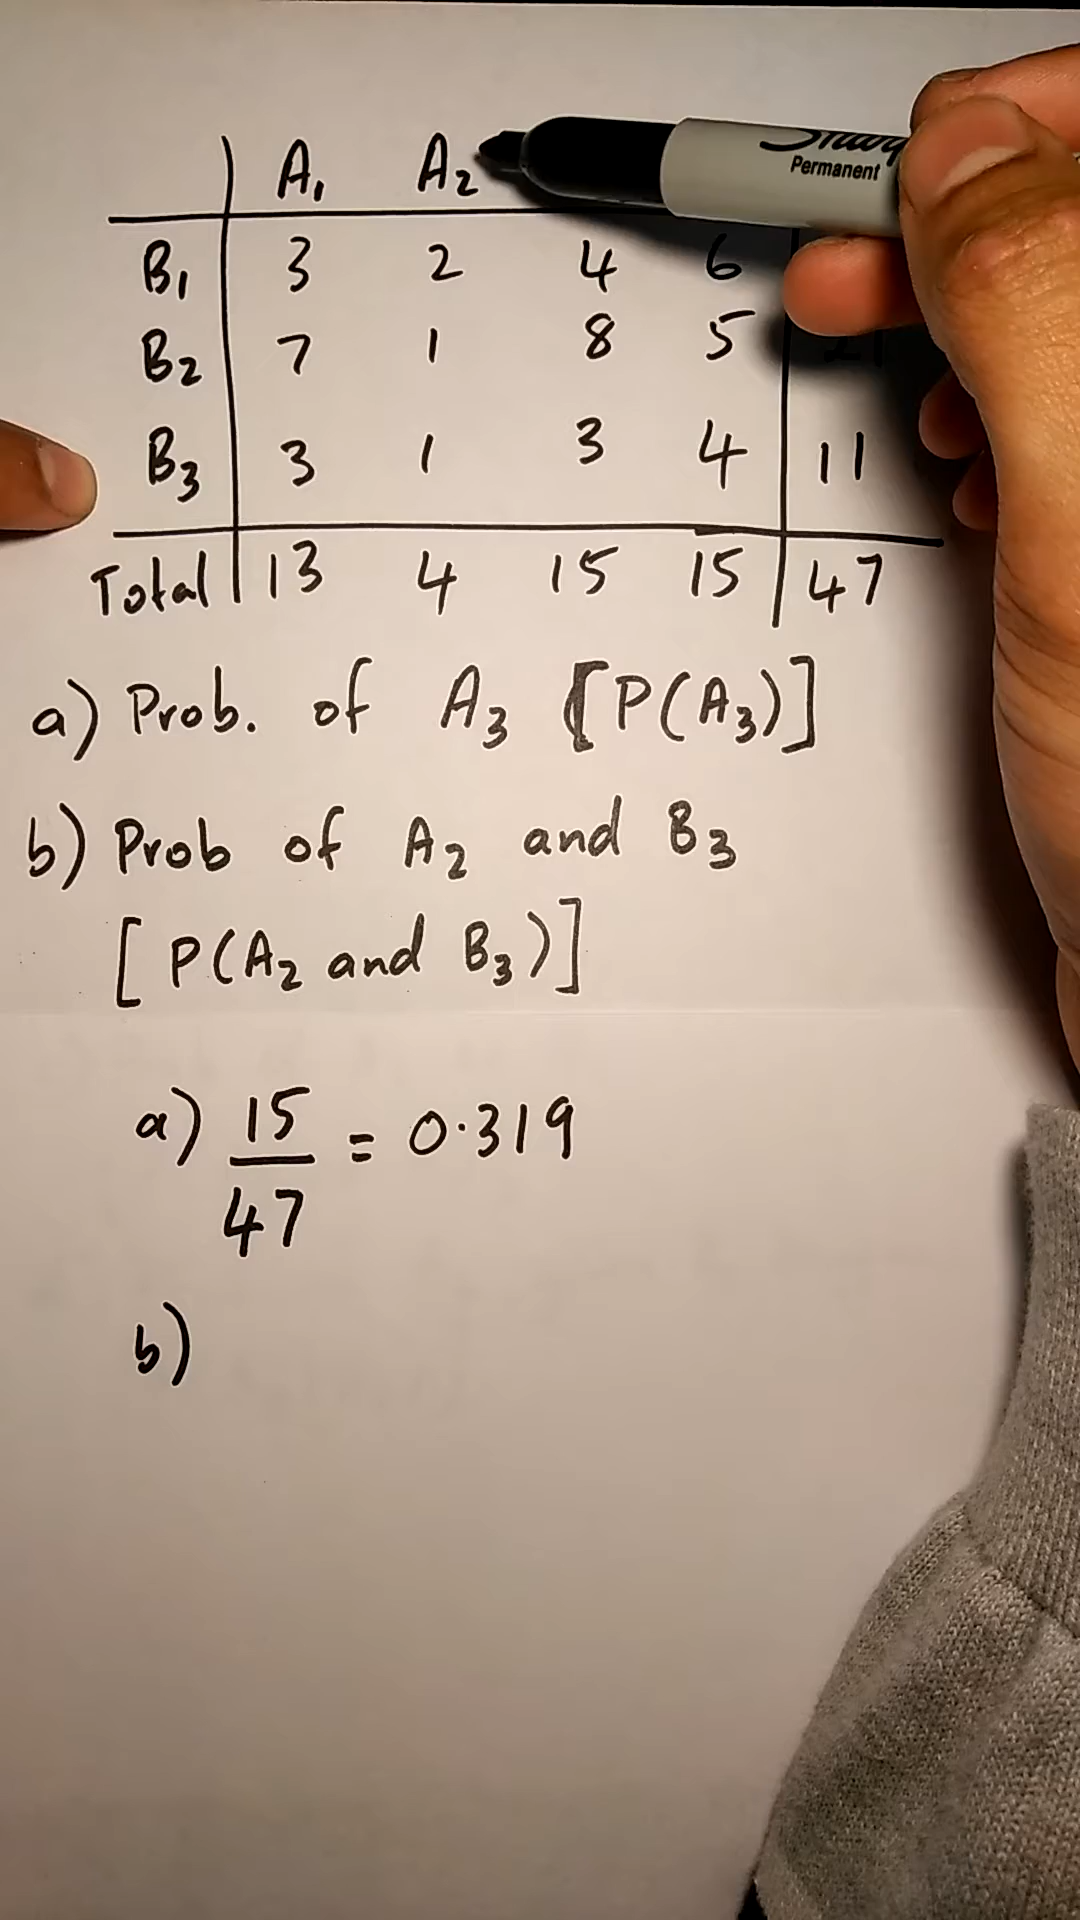 Sharpie
Permanent
A₁ A₂
B₁ 3 2 4 6
B₂ 7 1 8 5 21
B₃ 3 1 3 4 11
Total 13 4 15 15 47
a) Prob. of A₃ [P(A₃)]
b) Prob of A₂ and B₃
[P(A₂ and B₃)]
a) 15/47 = 0.319
b)